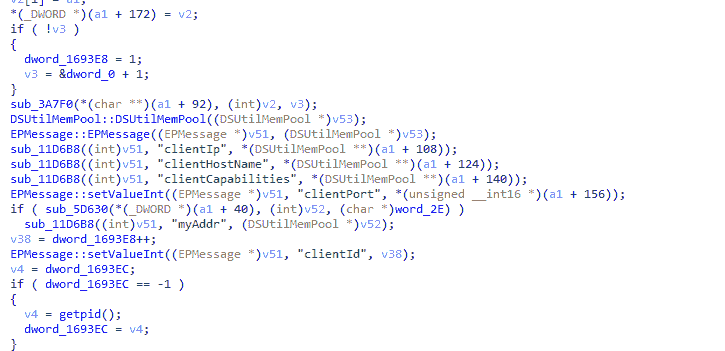 *(_DWORD *)(a1 + 172) = v2;
if ( !v3 )
{
dword_1693E8 = 1;
v3 = &dword_0 + 1;
}
sub_3A7F0(*(char **)(a1 + 92), (int)v2, v3);
DSUtilMemPool::DSUtilMemPool((DSUtilMemPool *)v53);
EPMessage::EPMessage((EPMessage *)v51, (DSUtilMemPool *)v53);
sub_11D6B8((int)v51, "clientIp", *(DSUtilMemPool **)(a1 + 108));
sub_11D6B8((int)v51, "clientHostName", *(DSUtilMemPool **)(a1 + 124));
sub_11D6B8((int)v51, "clientCapabilities", *(DSUtilMemPool **)(a1 + 140));
EPMessage::setValueInt((EPMessage *)v51, "clientPort", *(unsigned __int16 *)(a1 + 156));
if ( sub_5D630(*(_DWORD *)(a1 + 40), (int)v52, (char *)word_2E) )
sub_11D6B8((int)v51, "myAddr", (DSUtilMemPool *)v52);
v38 = dword_1693E8++;
EPMessage::setValueInt((EPMessage *)v51, "clientId", v38);
v4 = dword_1693EC;
if ( dword_1693EC == -1 )
{
v4 = getpid();
dword_1693EC = v4;
}